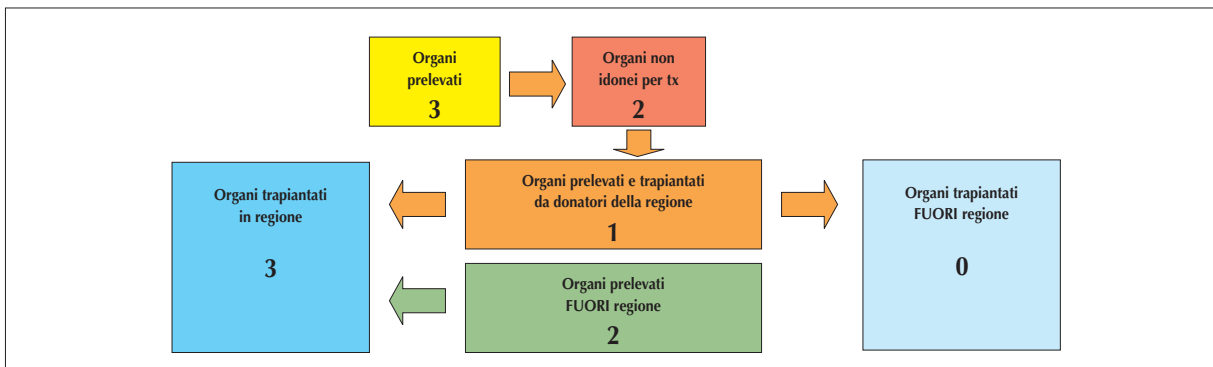 Organi
prelevati
3
Organi non
idonei per tx
2
Organi trapiantati
in regione
3
Organi prelevati e trapiantati
da donatori della regione
1
Organi trapiantati
FUORI regione
0
Organi prelevati
FUORI regione
2